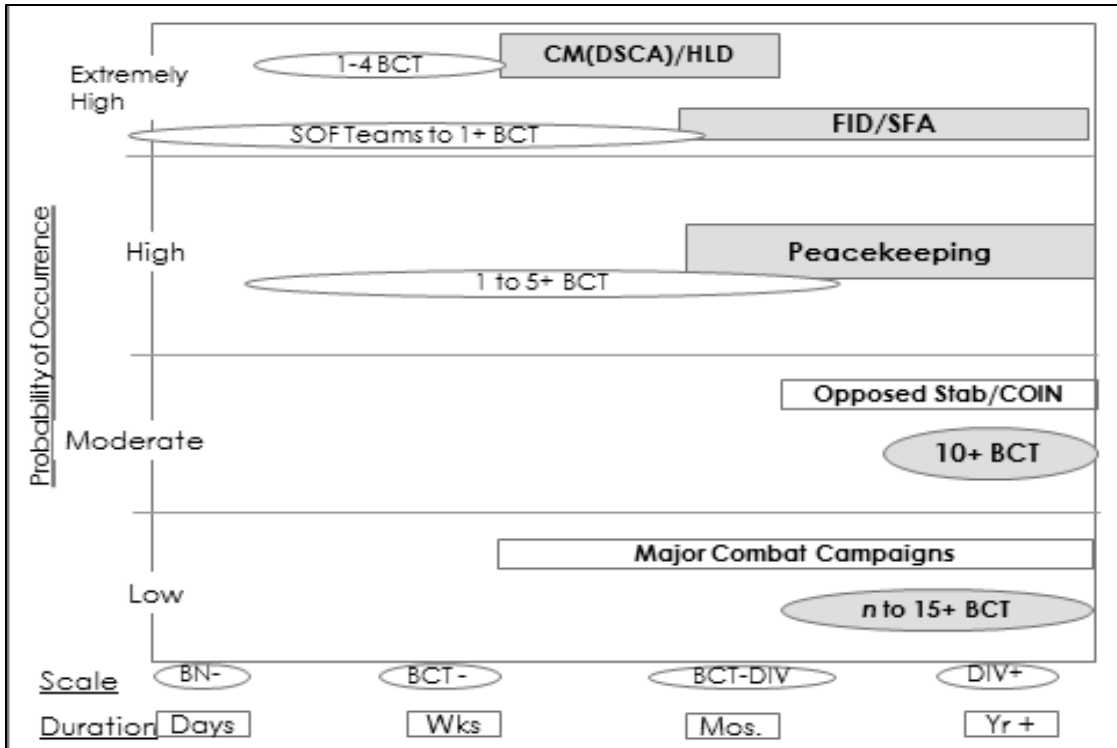 1-4 BCT
CM(DSCA)/HLD
Extremely
High
SOF Teams to 1+ BCT
FID/SFA
Probability of Occurrence
High
Peacekeeping
1 to 5+ BCT
Opposed Stab/COIN
Moderate
10+ BCT
Major Combat Campaigns
Low
n to 15+ BCT
Scale BN- BCT - BCT-DIV DIV+
Duration Days Wks Mos. Yr +